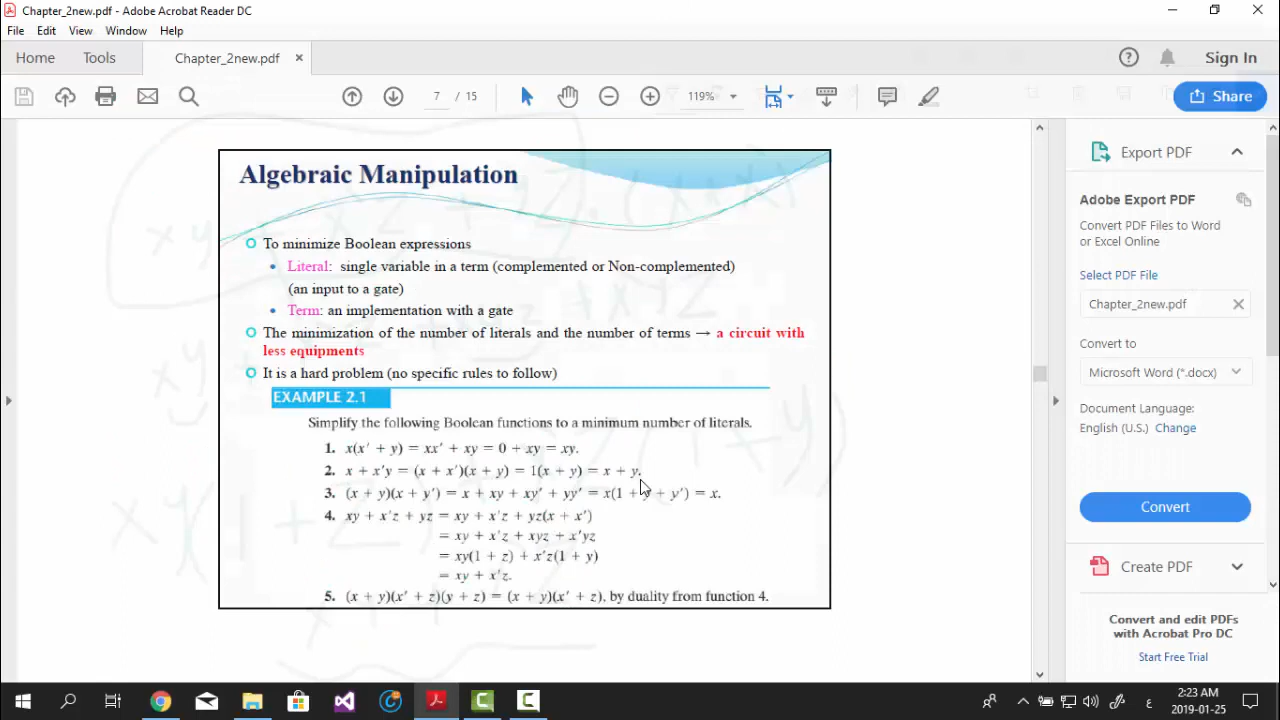 Chapter_2new.pdf - Adobe Acrobat Reader DC
File Edit View Window Help
Home Tools Chapter_2new.pdf × Sign In
7 / 15 119% Share
Algebraic Manipulation
To minimize Boolean expressions
• Literal: single variable in a term (complemented or Non-complemented)
(an input to a gate)
• Term: an implementation with a gate
The minimization of the number of literals and the number of terms → a circuit with
less equipments
It is a hard problem (no specific rules to follow)
EXAMPLE 2.1
Simplify the following Boolean functions to a minimum number of literals.
1. x(x' + y) = xx' + xy = 0 + xy = xy.
2. x + x'y = (x + x')(x + y) = 1(x + y) = x + y.
3. (x + y)(x + y') = x + xy + xy' + yy' = x(1 + y + y') = x.
4. xy + x'z + yz = xy + x'z + yz(x + x')
= xy + x'z + xyz + x'yz
= xy(1 + z) + x'z(1 + y)
= xy + x'z.
5. (x + y)(x' + z)(y + z) = (x + y)(x' + z), by duality from function 4.
Export PDF
Adobe Export PDF
Convert PDF Files to Word
or Excel Online
Select PDF File
Chapter_2new.pdf
Convert to
Microsoft Word (*.docx)
Document Language:
English (U.S.) Change
Convert
Create PDF
Convert and edit PDFs
with Acrobat Pro DC
Start Free Trial
ع 2:23 AM
2019-01-25